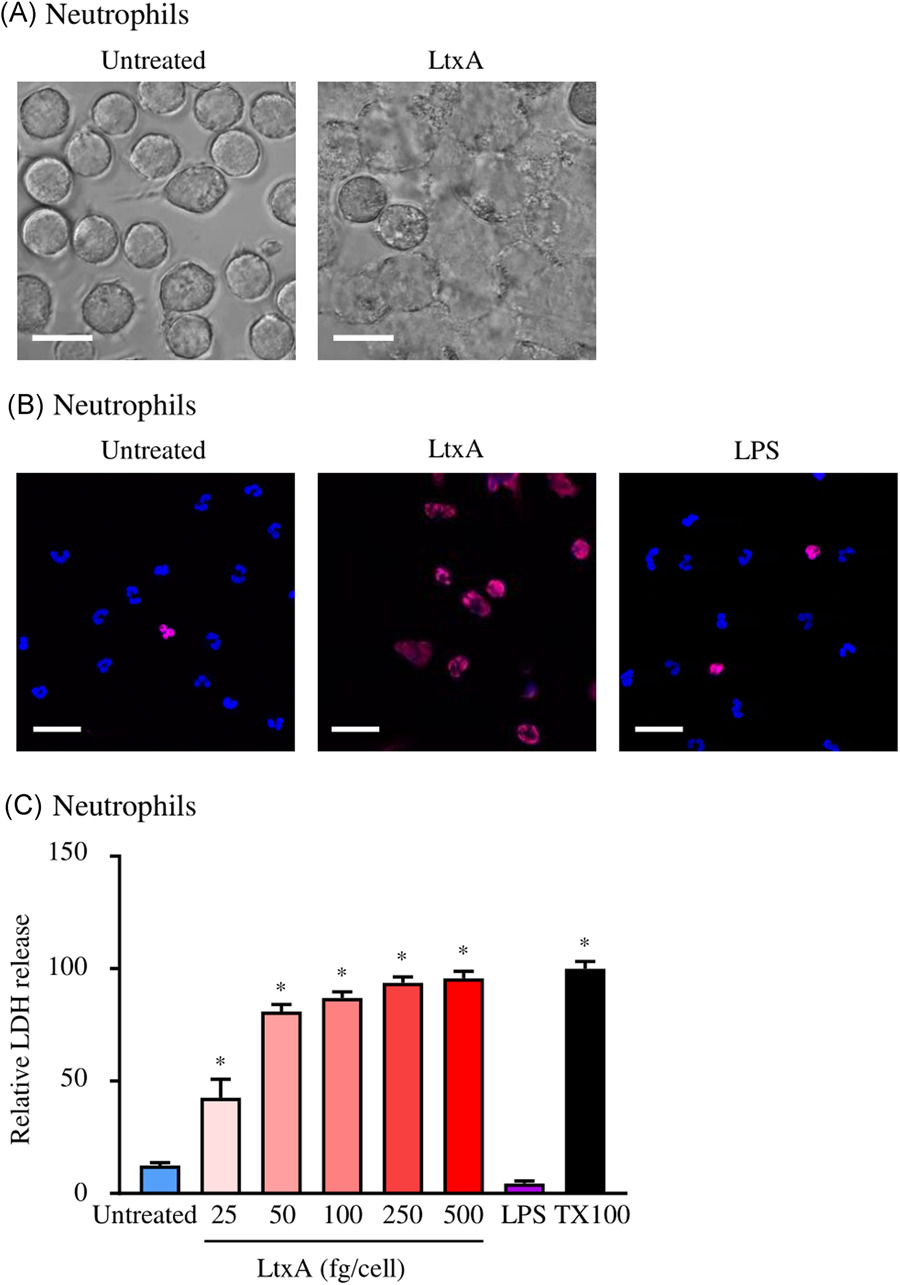 (A) Neutrophils
Untreated LtxA
(B) Neutrophils
Untreated LtxA LPS
(C) Neutrophils
150
100
50
0
Relative LDH release
* * * * * *
Untreated 25 50 100 250 500 LPS TX100
LtxA (fg/cell)